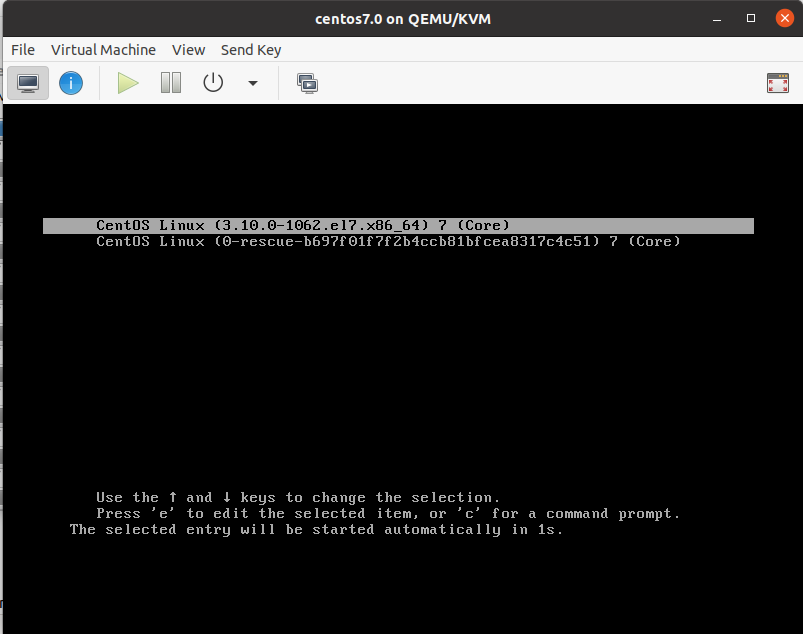 centos7.0 on QEMU/KVM
File Virtual Machine View Send Key
CentOS Linux (3.10.0-1062.el7.x86_64) 7 (Core)
CentOS Linux (0-rescue-b697f01f7f2b4ccb81bfcea8317c4c51) 7 (Core)
Use the ↑ and ↓ keys to change the selection.
Press 'e' to edit the selected item, or 'c' for a command prompt.
The selected entry will be started automatically in 1s.